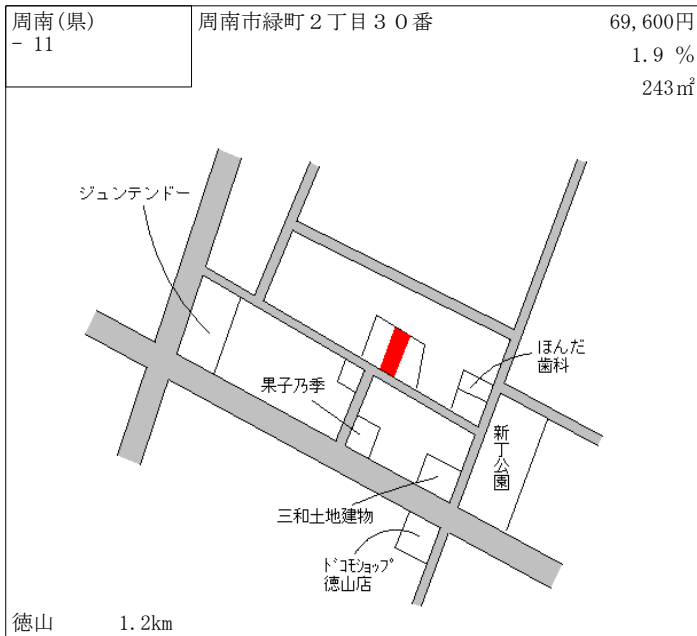 周南(県)
- 11
周南市緑町２丁目３０番
69,600円
1.9 %
243㎡
ジュンテンドー
ほんだ
歯科
果子乃季
新丁公園
三和土地建物
ﾄﾞｺﾓｼｮｯﾌﾟ
徳山店
徳山 1.2km